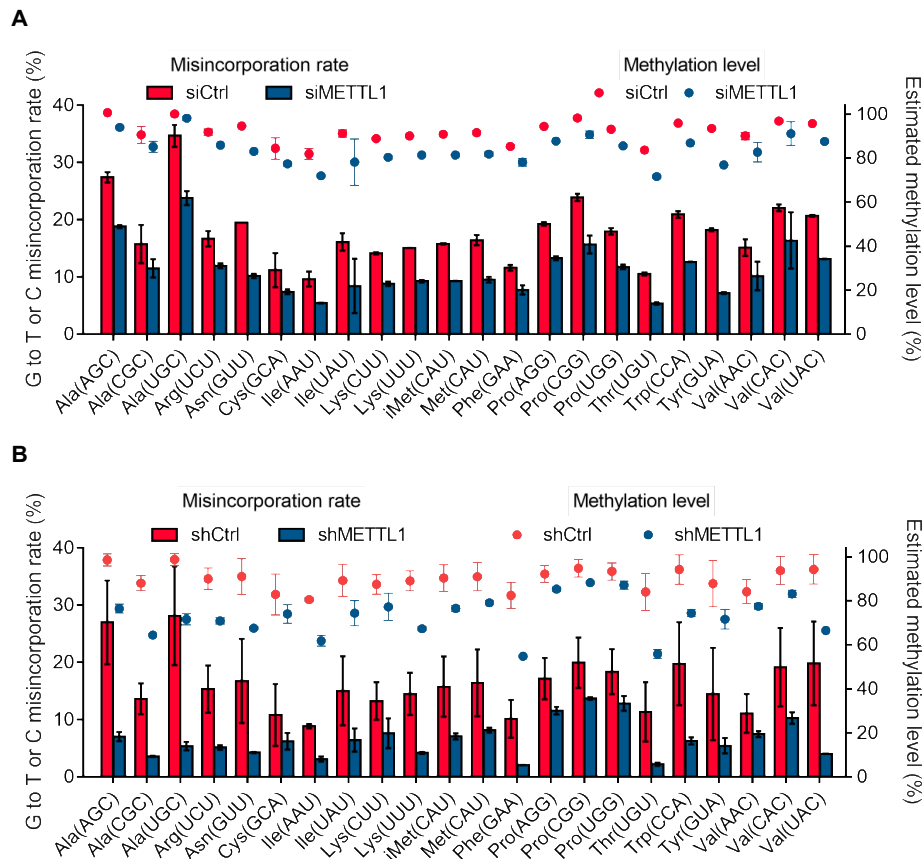 A
Misincorporation rate
Methylation level
siCtrl
siMETTL1
siCtrl
siMETTL1
G to T or C misincorporation rate (%)
40
30
20
10
0
100
80
60
40
20
0
Estimated methylation level (%)
Ala(AGC)
Ala(CGC)
Ala(UGC)
Arg(UCU)
Asn(GUU)
Cys(GCA)
Ile(AAU)
Ile(UAU)
Lys(CUU)
Lys(UUU)
iMet(CAU)
Met(CAU)
Phe(GAA)
Pro(AGG)
Pro(CGG)
Pro(UGG)
Thr(UGU)
Trp(CCA)
Tyr(GUA)
Val(AAC)
Val(CAC)
Val(UAC)
B
Misincorporation rate
Methylation level
shCtrl
shMETTL1
shCtrl
shMETTL1
G to T or C misincorporation rate (%)
40
30
20
10
0
100
80
60
40
20
0
Estimated methylation level (%)
Ala(AGC)
Ala(CGC)
Ala(UGC)
Arg(UCU)
Asn(GUU)
Cys(GCA)
Ile(AAU)
Ile(UAU)
Lys(CUU)
Lys(UUU)
iMet(CAU)
Met(CAU)
Phe(GAA)
Pro(AGG)
Pro(CGG)
Pro(UGG)
Thr(UGU)
Trp(CCA)
Tyr(GUA)
Val(AAC)
Val(CAC)
Val(UAC)